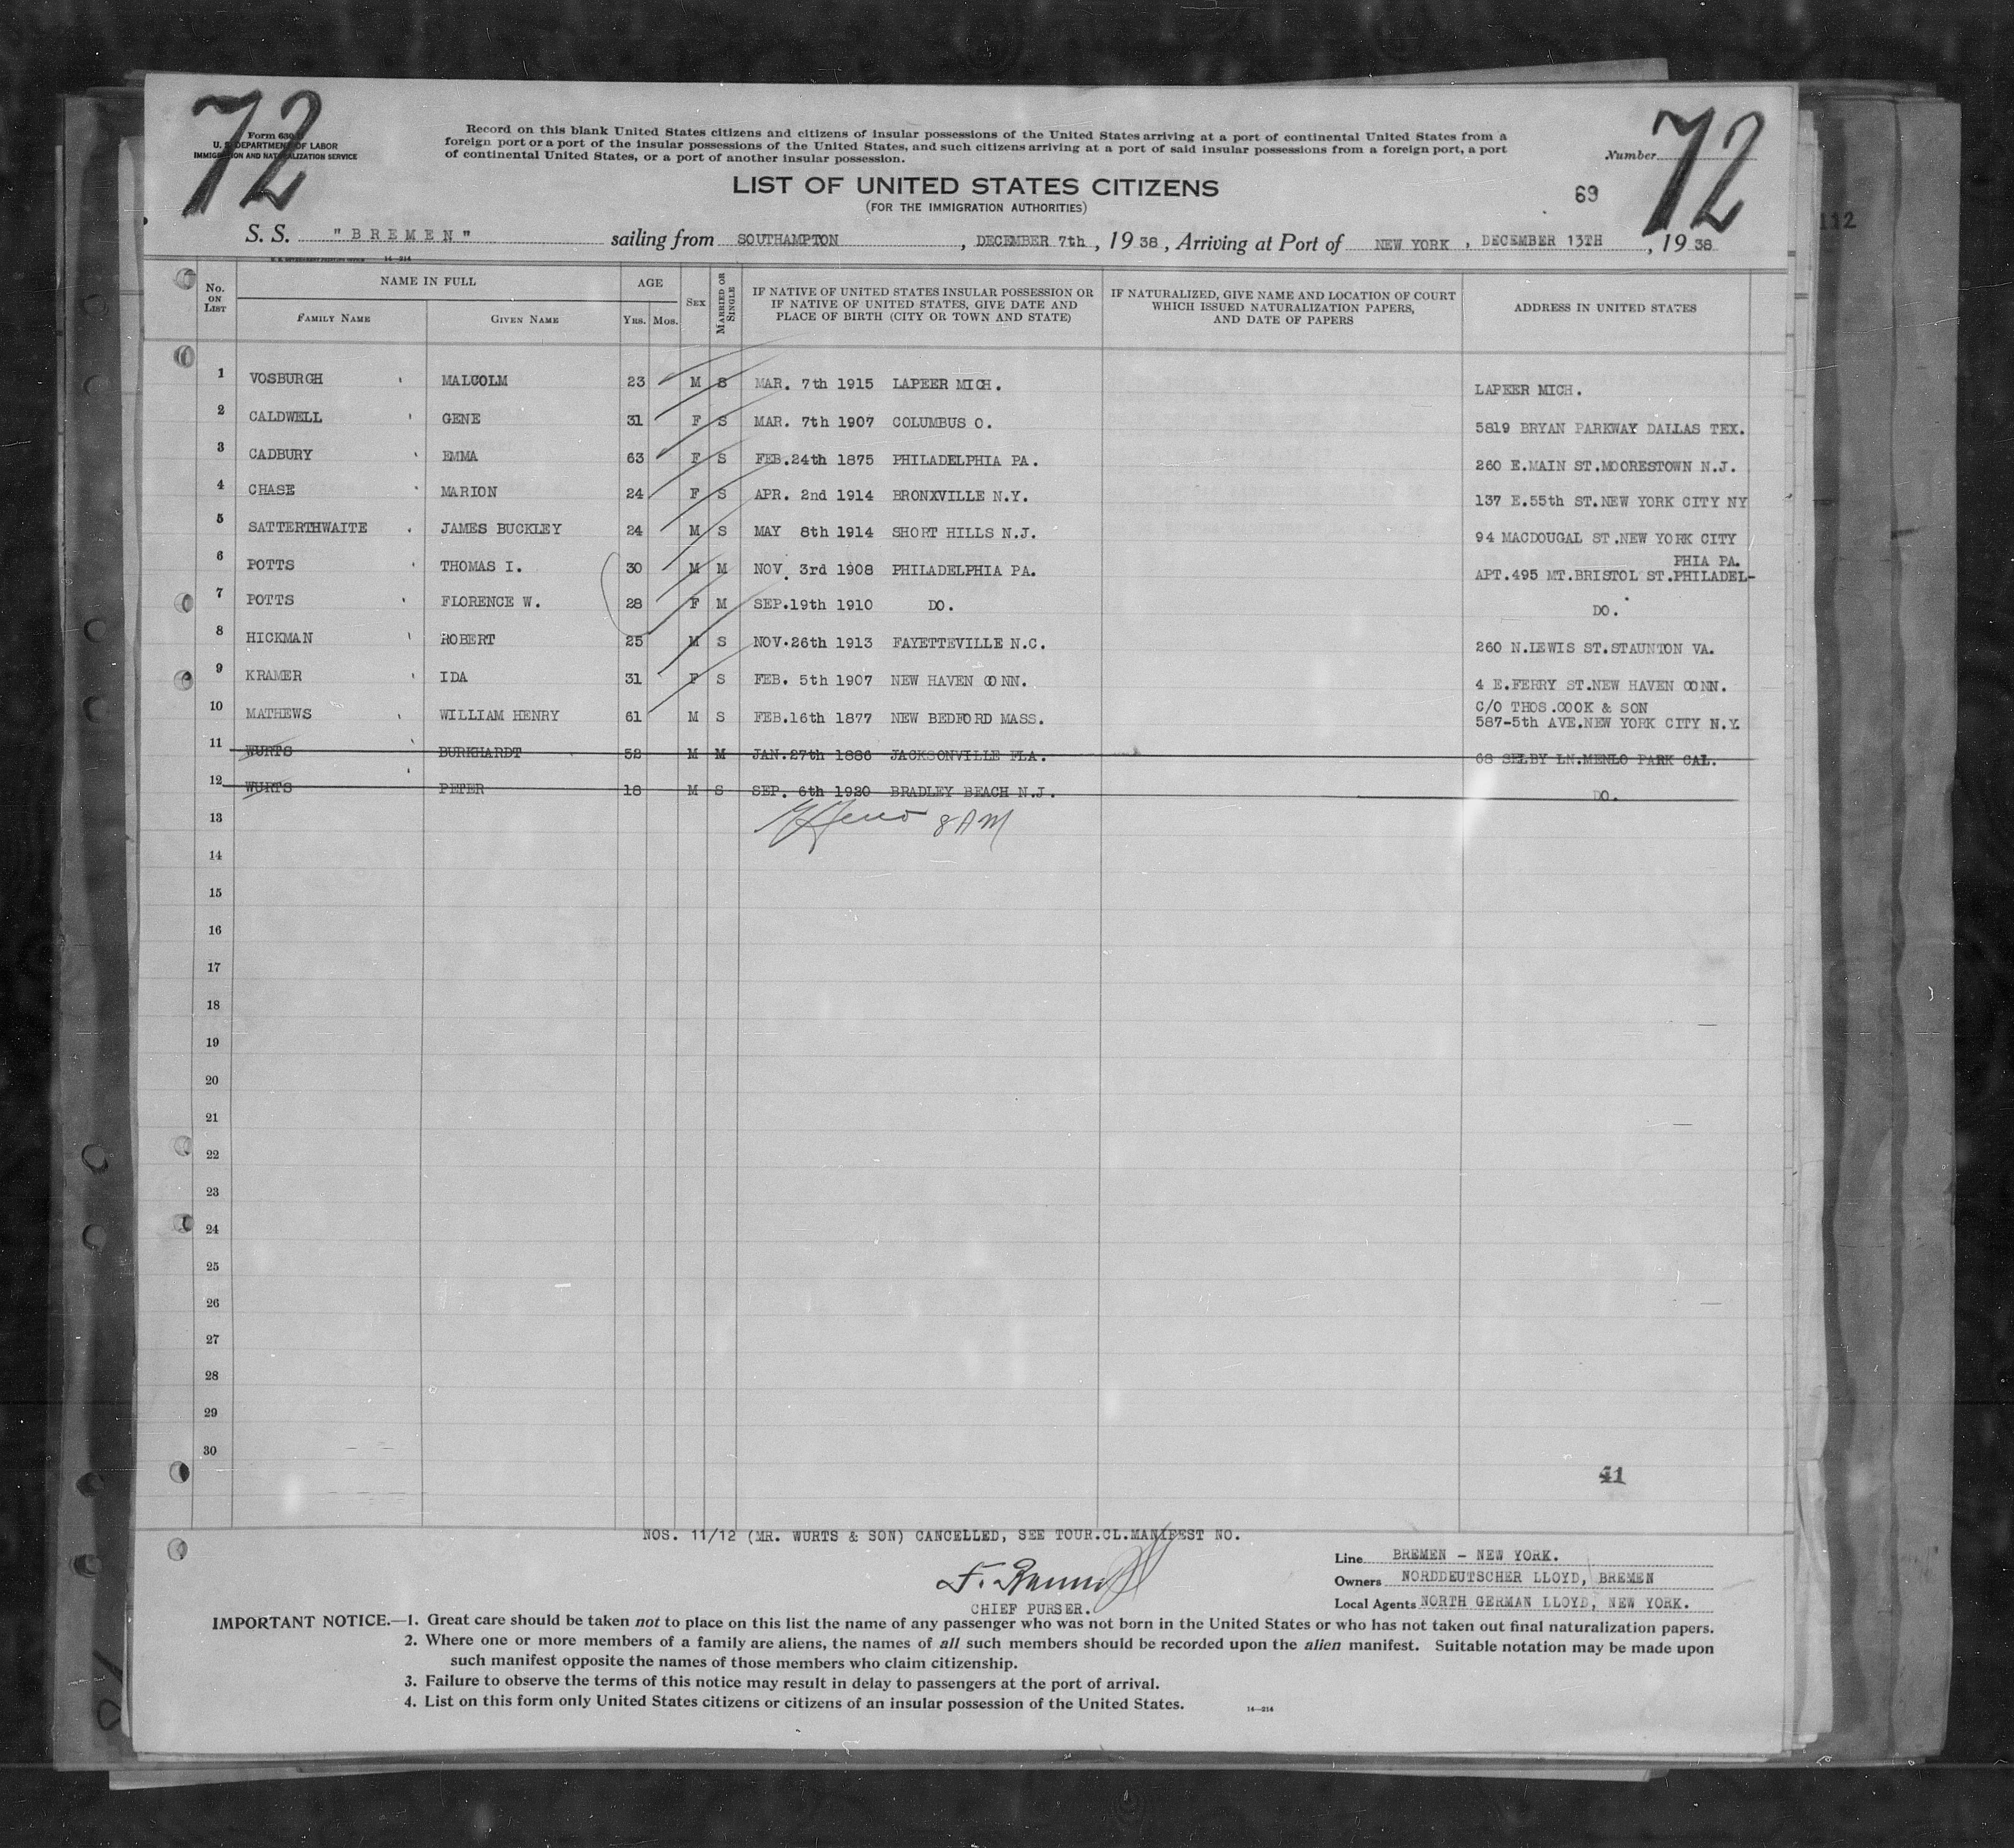 72
72
Form 630
U. S. DEPARTMENT OF LABOR
IMMIGRATION AND NATURALIZATION SERVICE
Record on this blank United States citizens and citizens of insular possessions of the United States arriving at a port of continental United States from a
foreign port or a port of the insular possessions of the United States, and such citizens arriving at a port of said insular possessions from a foreign port, a port
of continental United States, or a port of another insular possession.
Number
LIST OF UNITED STATES CITIZENS
(FOR THE IMMIGRATION AUTHORITIES)
69
112
S. S. "BREMEN" sailing from SOUTHAMPTON, DECEMBER 7th, 1938, Arriving at Port of NEW YORK, DECEMBER 13TH, 1938
14-214
No. ON LIST NAME IN FULL AGE SEX MARRIED OR SINGLE IF NATIVE OF UNITED STATES INSULAR POSSESSION OR IF NATIVE OF UNITED STATES, GIVE DATE AND PLACE OF BIRTH (CITY OR TOWN AND STATE) IF NATURALIZED, GIVE NAME AND LOCATION OF COURT WHICH ISSUED NATURALIZATION PAPERS, AND DATE OF PAPERS ADDRESS IN UNITED STATES
FAMILY NAME GIVEN NAME YRS. MOS.
1 VOSBURGH MALCOLM 23 M S MAR. 7th 1915 LAPEER MICH. LAPEER MICH.
2 CALDWELL GENE 31 F S MAR. 7th 1907 COLUMBUS O. 5819 BRYAN PARKWAY DALLAS TEX.
3 CADBURY EMMA 63 F S FEB.24th 1875 PHILADELPHIA PA. 260 E.MAIN ST.MOORESTOWN N.J.
4 CHASE MARION 24 F S APR. 2nd 1914 BRONXVILLE N.Y. 137 E.55th ST.NEW YORK CITY NY
5 SATTERTHWAITE JAMES BUCKLEY 24 M S MAY 8th 1914 SHORT HILLS N.J. 94 MACDOUGAL ST.NEW YORK CITY
PHIA PA.
6 POTTS THOMAS I. 30 M M NOV. 3rd 1908 PHILADELPHIA PA. APT.495 MT.BRISTOL ST.PHILADEL-
7 POTTS FLORENCE W. 28 F M SEP.19th 1910 DO. DO.
8 HICKMAN ROBERT 25 M S NOV.26th 1913 FAYETTEVILLE N.C. 260 N.LEWIS ST.STAUNTON VA.
9 KRAMER IDA 31 F S FEB. 5th 1907 NEW HAVEN CONN. 4 E.FERRY ST.NEW HAVEN CONN.
C/O THOS.COOK & SON
10 MATHEWS WILLIAM HENRY 61 M S FEB.16th 1877 NEW BEDFORD MASS. 587-5th AVE.NEW YORK CITY N.Y.
11 WURTS BURKHARDT 52 M M JAN.27th 1886 JACKSONVILLE FLA. 68 SELBY LN.MENLO PARK CAL.
12 WURTS PETER 18 M S SEP. 6th 1920 BRADLEY BEACH N.J. DO.
13
8 AM
14
15
16
17
18
19
20
21
22
23
24
25
26
27
28
29
30
41
NOS. 11/12 (MR. WURTS & SON) CANCELLED, SEE TOUR.CL.MANIFEST NO.
CHIEF PURSER.
Line BREMEN - NEW YORK.
Owners NORDDEUTSCHER LLOYD, BREMEN
Local Agents NORTH GERMAN LLOYD, NEW YORK.
IMPORTANT NOTICE.—1. Great care should be taken not to place on this list the name of any passenger who was not born in the United States or who has not taken out final naturalization papers.
2. Where one or more members of a family are aliens, the names of all such members should be recorded upon the alien manifest. Suitable notation may be made upon
such manifest opposite the names of those members who claim citizenship.
3. Failure to observe the terms of this notice may result in delay to passengers at the port of arrival.
4. List on this form only United States citizens or citizens of an insular possession of the United States.
14—214